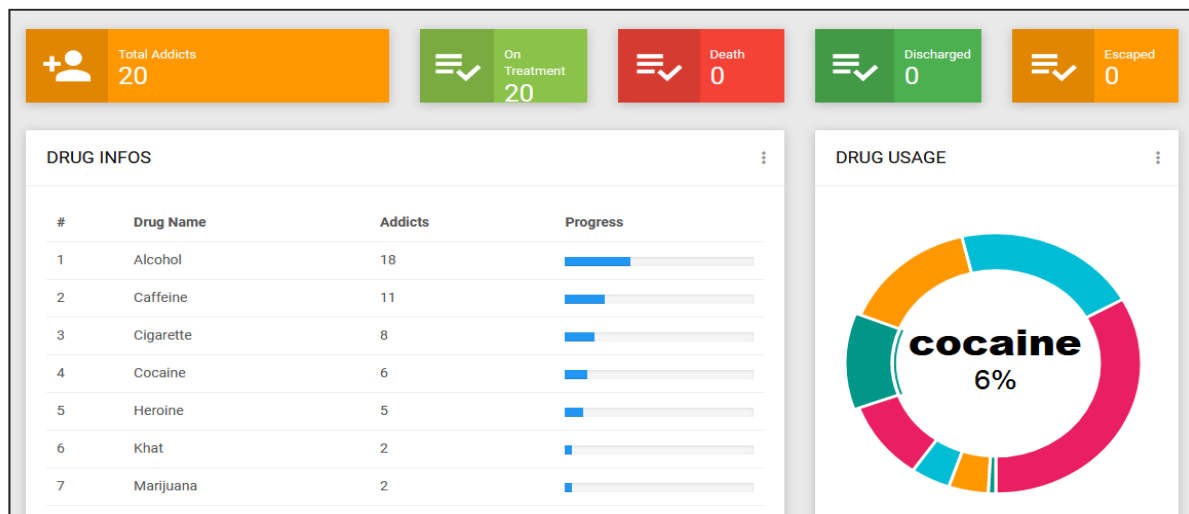 Total Addicts
20
On
Treatment
20
Death
0
Discharged
0
Escaped
0
DRUG INFOS
# Drug Name Addicts Progress
1 Alcohol 18
2 Caffeine 11
3 Cigarette 8
4 Cocaine 6
5 Heroine 5
6 Khat 2
7 Marijuana 2
DRUG USAGE
cocaine
6%